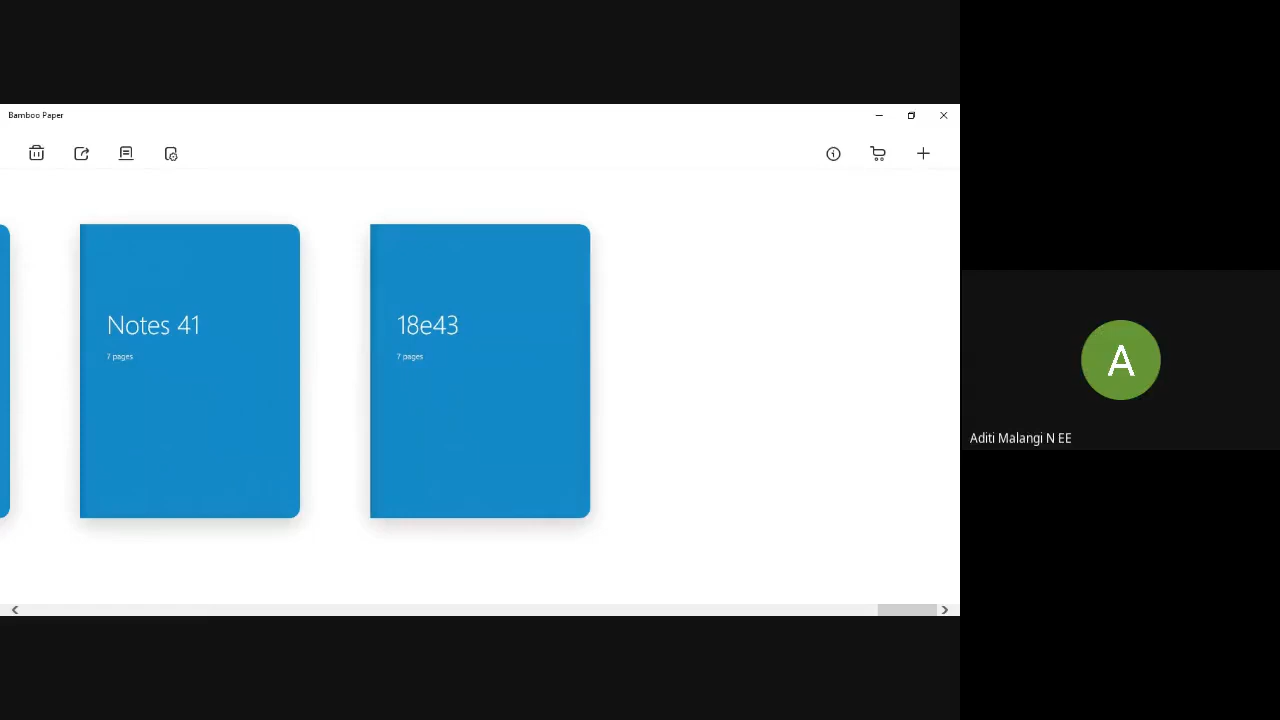 Bamboo Paper
Notes 41
7 pages
18e43
7 pages
A
Aditi Malangi N EE